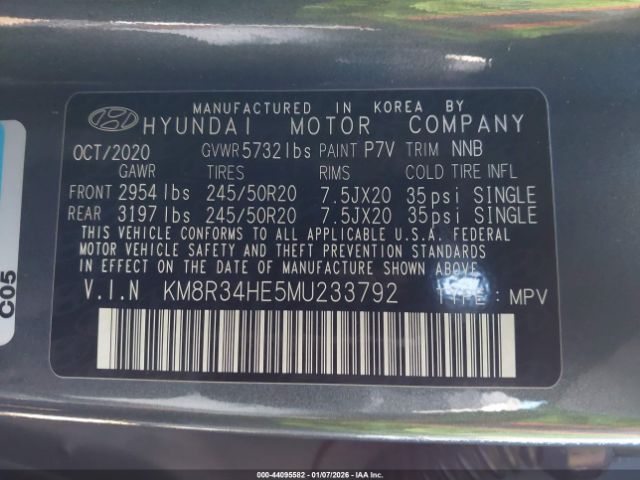 MANUFACTURED IN KOREA BY
HYUNDAI MOTOR COMPANY
OCT/2020 GVWR 5732lbs PAINT P7V TRIM NNB
GAWR TIRES RIMS COLD TIRE INFL
FRONT 2954 lbs 245/50R20 7.5JX20 35psi SINGLE
REAR 3197 lbs 245/50R20 7.5JX20 35psi SINGLE
THIS VEHICLE CONFORMS TO ALL APPLICABLE U.S.A. FEDERAL
MOTOR VEHICLE SAFETY AND THEFT PREVENTION STANDARDS
IN EFFECT ON THE DATE OF MANUFACTURE SHOWN ABOVE.
V.I.N KM8R34HE5MU233792 TYPE: MPV
C05
000-44095582 | 01/07/2026 - IAA Inc.